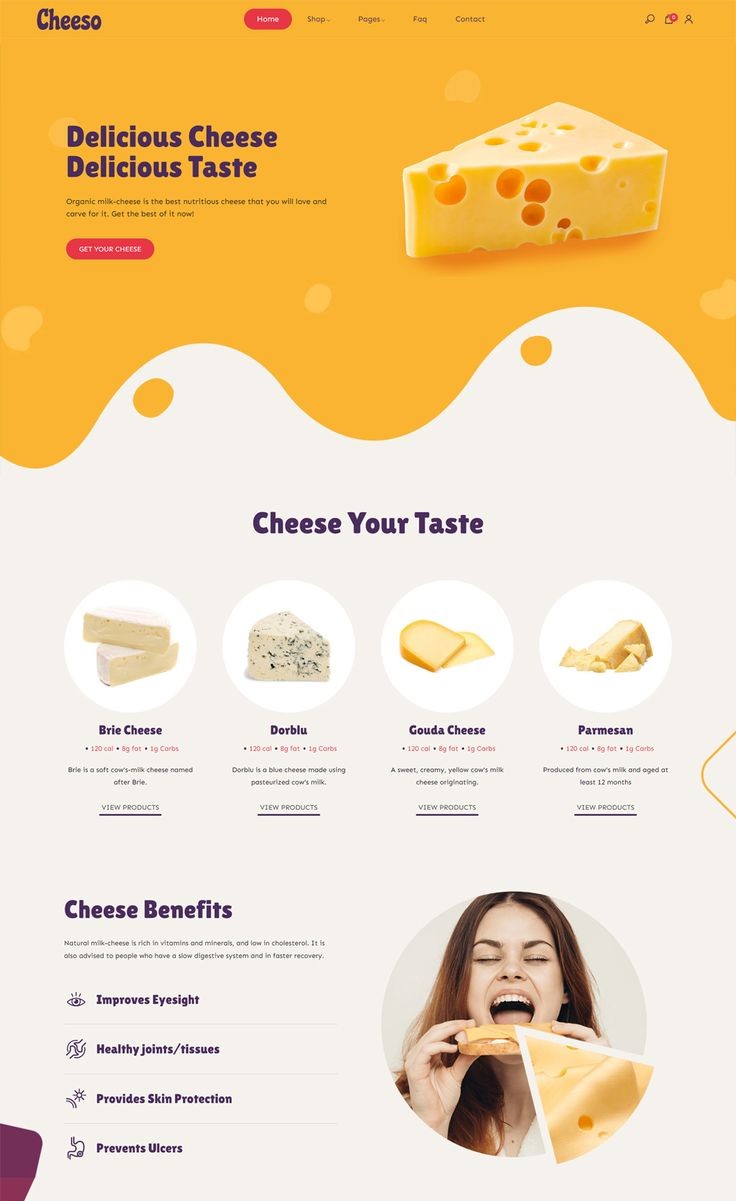 Cheeso
Home
Shop
Pages
Faq
Contact
0
Delicious Cheese
Delicious Taste
Organic milk-cheese is the best nutritious cheese that you will love and
carve for it. Get the best of it now!
GET YOUR CHEESE
Cheese Your Taste
Brie Cheese
• 120 cal • 8g fat • 1g Carbs
Brie is a soft cow's-milk cheese named
after Brie.
VIEW PRODUCTS
Dorblu
• 120 cal • 8g fat • 1g Carbs
Dorblu is a blue cheese made using
pasteurized cow's milk.
VIEW PRODUCTS
Gouda Cheese
• 120 cal • 8g fat • 1g Carbs
A sweet, creamy, yellow cow's milk
cheese originating.
VIEW PRODUCTS
Parmesan
• 120 cal • 8g fat • 1g Carbs
Produced from cow's milk and aged at
least 12 months
VIEW PRODUCTS
Cheese Benefits
Natural milk-cheese is rich in vitamins and minerals, and low in cholesterol. It is
also advised to people who have a slow digestive system and in faster recovery.
Improves Eyesight
Healthy joints/tissues
Provides Skin Protection
Prevents Ulcers